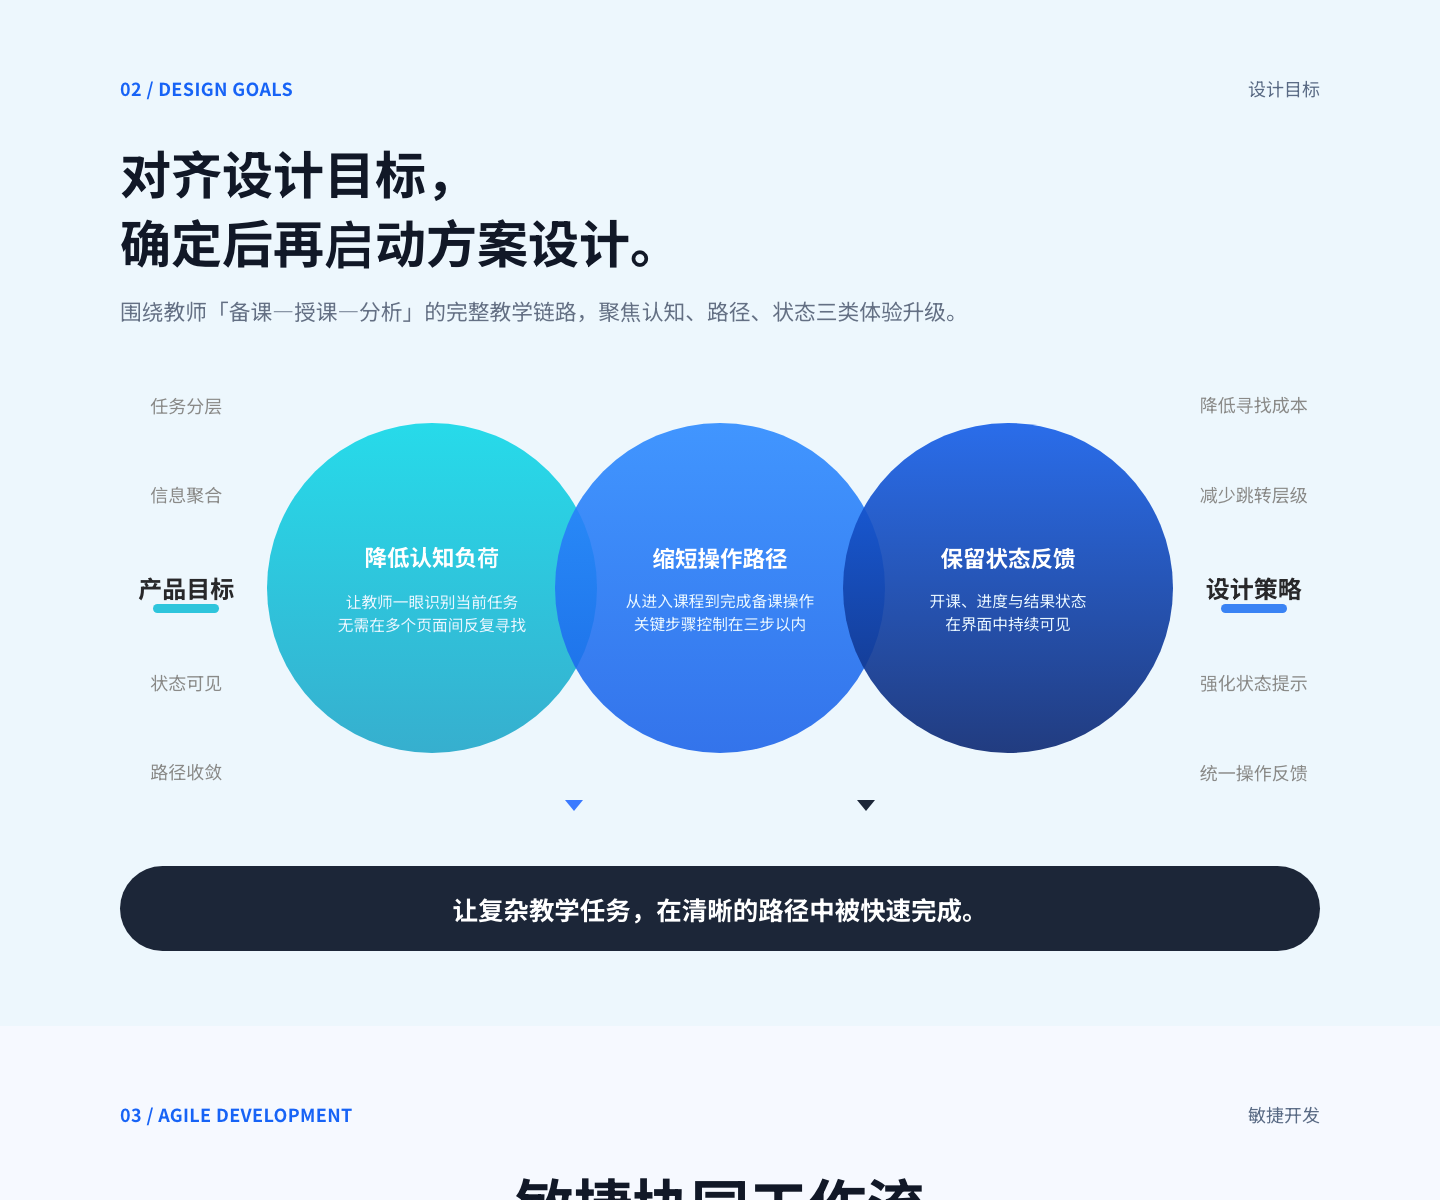 02 / DESIGN GOALS
设计目标
对齐设计目标，
确定后再启动方案设计。
围绕教师「备课—授课—分析」的完整教学链路，聚焦认知、路径、状态三类体验升级。
任务分层
信息聚合
产品目标
状态可见
路径收敛
降低认知负荷
让教师一眼识别当前任务
无需在多个页面间反复寻找
缩短操作路径
从进入课程到完成备课操作
关键步骤控制在三步以内
保留状态反馈
开课、进度与结果状态
在界面中持续可见
降低寻找成本
减少跳转层级
设计策略
强化状态提示
统一操作反馈
让复杂教学任务，在清晰的路径中被快速完成。
03 / AGILE DEVELOPMENT
敏捷开发
敏捷协同工作流